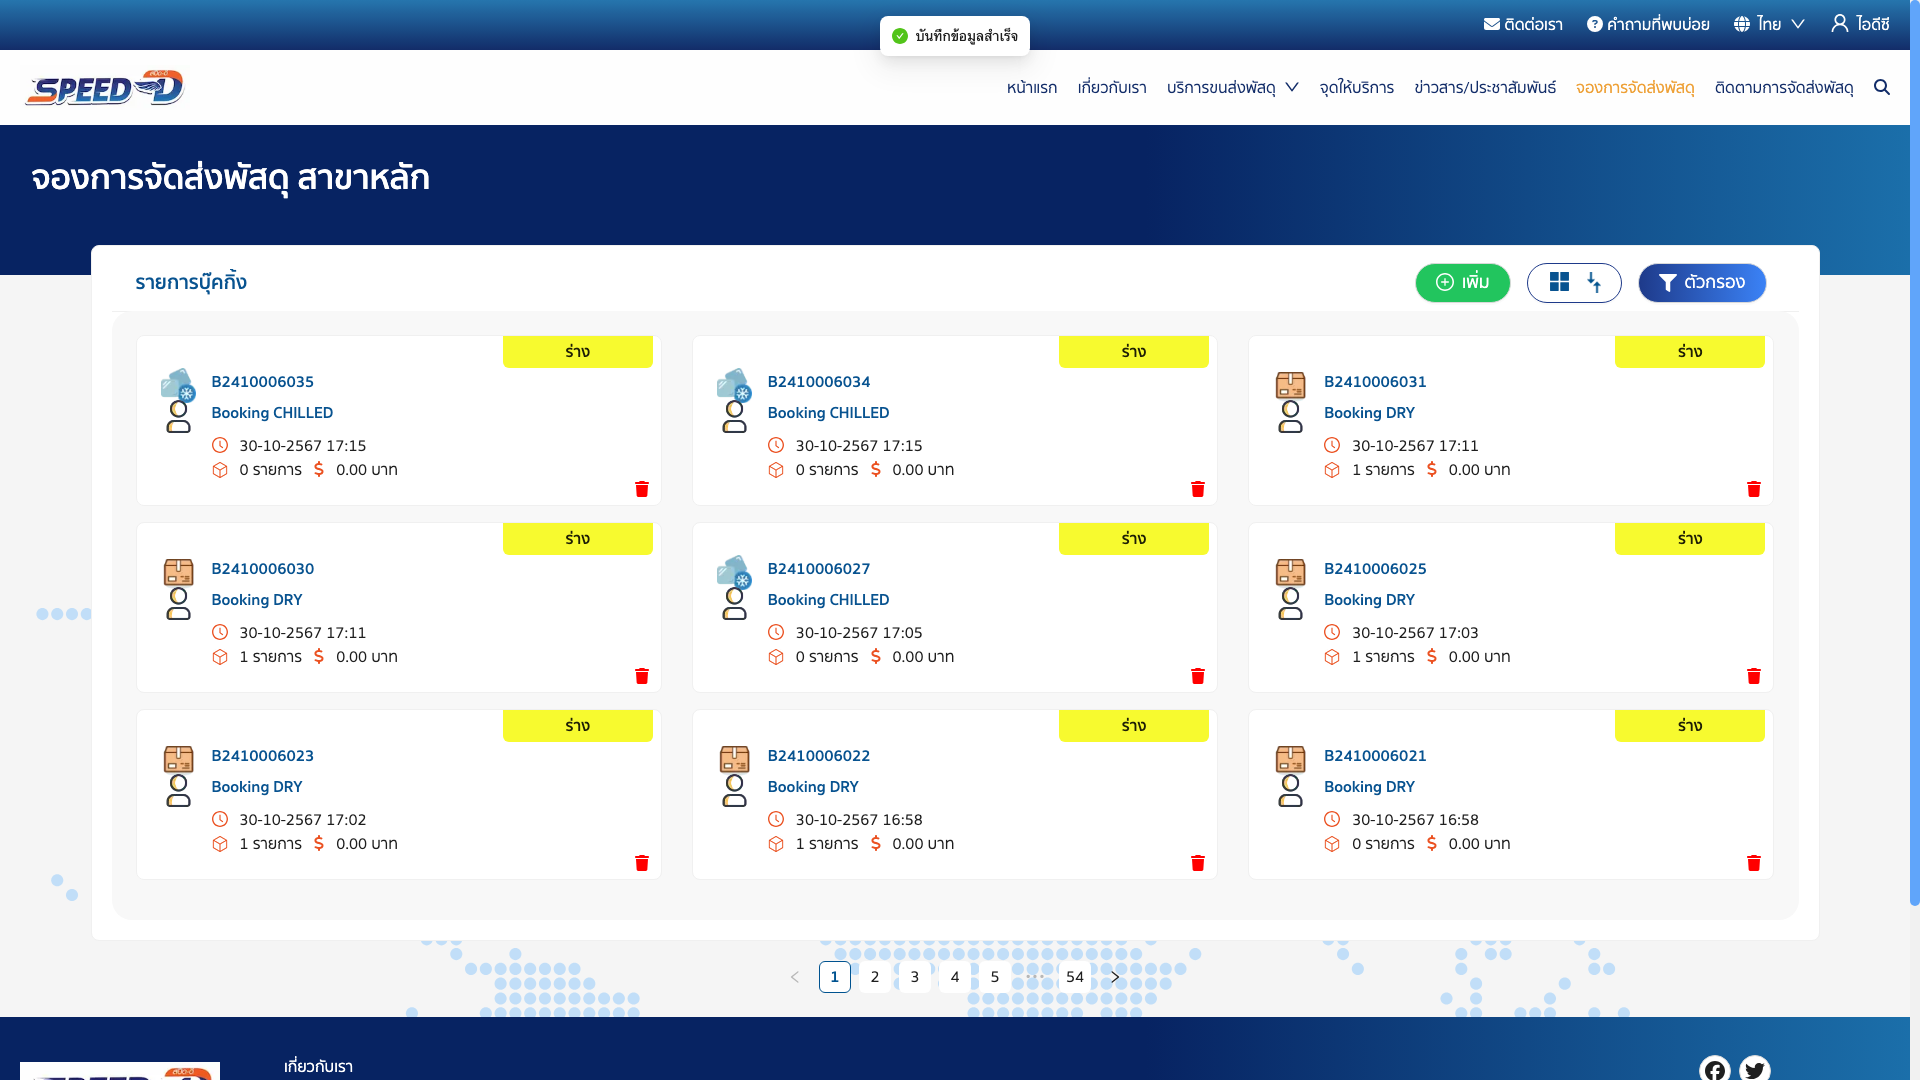 ติดต่อเรา คำถามที่พบบ่อย ไทย ไอดีซี
บันทึกข้อมูลสำเร็จ
SPEED-D
หน้าแรก เกี่ยวกับเรา บริการขนส่งพัสดุ จุดให้บริการ ข่าวสาร/ประชาสัมพันธ์ จองการจัดส่งพัสดุ ติดตามการจัดส่งพัสดุ
จองการจัดส่งพัสดุ สาขาหลัก
รายการบุ๊คกิ้ง
เพิ่ม ตัวกรอง
ร่าง
B2410006035
Booking CHILLED
30-10-2567 17:15
0 รายการ 0.00 บาท
ร่าง
B2410006034
Booking CHILLED
30-10-2567 17:15
0 รายการ 0.00 บาท
ร่าง
B2410006031
Booking DRY
30-10-2567 17:11
1 รายการ 0.00 บาท
ร่าง
B2410006030
Booking DRY
30-10-2567 17:11
1 รายการ 0.00 บาท
ร่าง
B2410006027
Booking CHILLED
30-10-2567 17:05
0 รายการ 0.00 บาท
ร่าง
B2410006025
Booking DRY
30-10-2567 17:03
1 รายการ 0.00 บาท
ร่าง
B2410006023
Booking DRY
30-10-2567 17:02
1 รายการ 0.00 บาท
ร่าง
B2410006022
Booking DRY
30-10-2567 16:58
1 รายการ 0.00 บาท
ร่าง
B2410006021
Booking DRY
30-10-2567 16:58
0 รายการ 0.00 บาท
1 2 3 4 5 ••• 54
เกี่ยวกับเรา